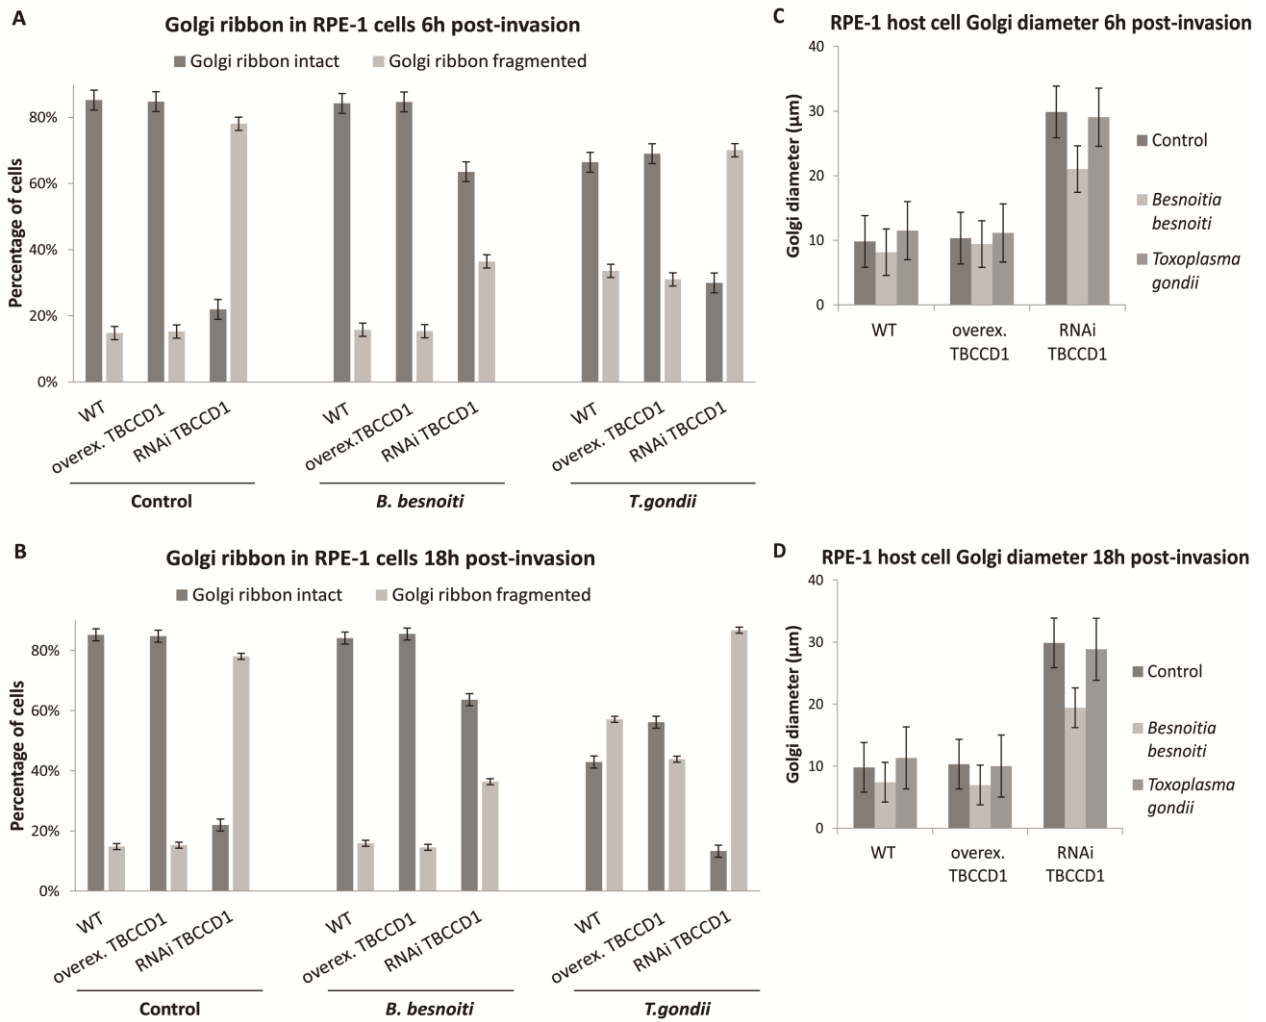 A
Golgi ribbon in RPE-1 cells 6h post-invasion
Golgi ribbon intact
Golgi ribbon fragmented
Percentage of cells
80%
60%
40%
20%
0%
WT
overex. TBCCD1
RNAi TBCCD1
WT
overex.TBCCD1
RNAi TBCCD1
WT
overex. TBCCD1
RNAi TBCCD1
Control
B. besnoiti
T.gondii
C
RPE-1 host cell Golgi diameter 6h post-invasion
Golgi diameter (µm)
40
30
20
10
0
WT
overex.
TBCCD1
RNAi
TBCCD1
Control
Besnoitia
besnoiti
Toxoplasma
gondii
B
Golgi ribbon in RPE-1 cells 18h post-invasion
Golgi ribbon intact
Golgi ribbon fragmented
Percentage of cells
80%
60%
40%
20%
0%
WT
overex. TBCCD1
RNAi TBCCD1
WT
overex. TBCCD1
RNAi TBCCD1
WT
overex. TBCCD1
RNAi TBCCD1
Control
B. besnoiti
T.gondii
D
RPE-1 host cell Golgi diameter 18h post-invasion
Golgi diameter (µm)
40
30
20
10
0
WT
overex.
TBCCD1
RNAi
TBCCD1
Control
Besnoitia
besnoiti
Toxoplasma
gondii